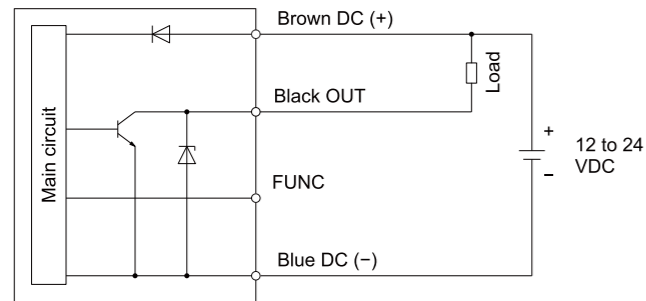 Brown DC (+)
Load
Black OUT
Main circuit
+
12 to 24
VDC
−
FUNC
Blue DC (−)